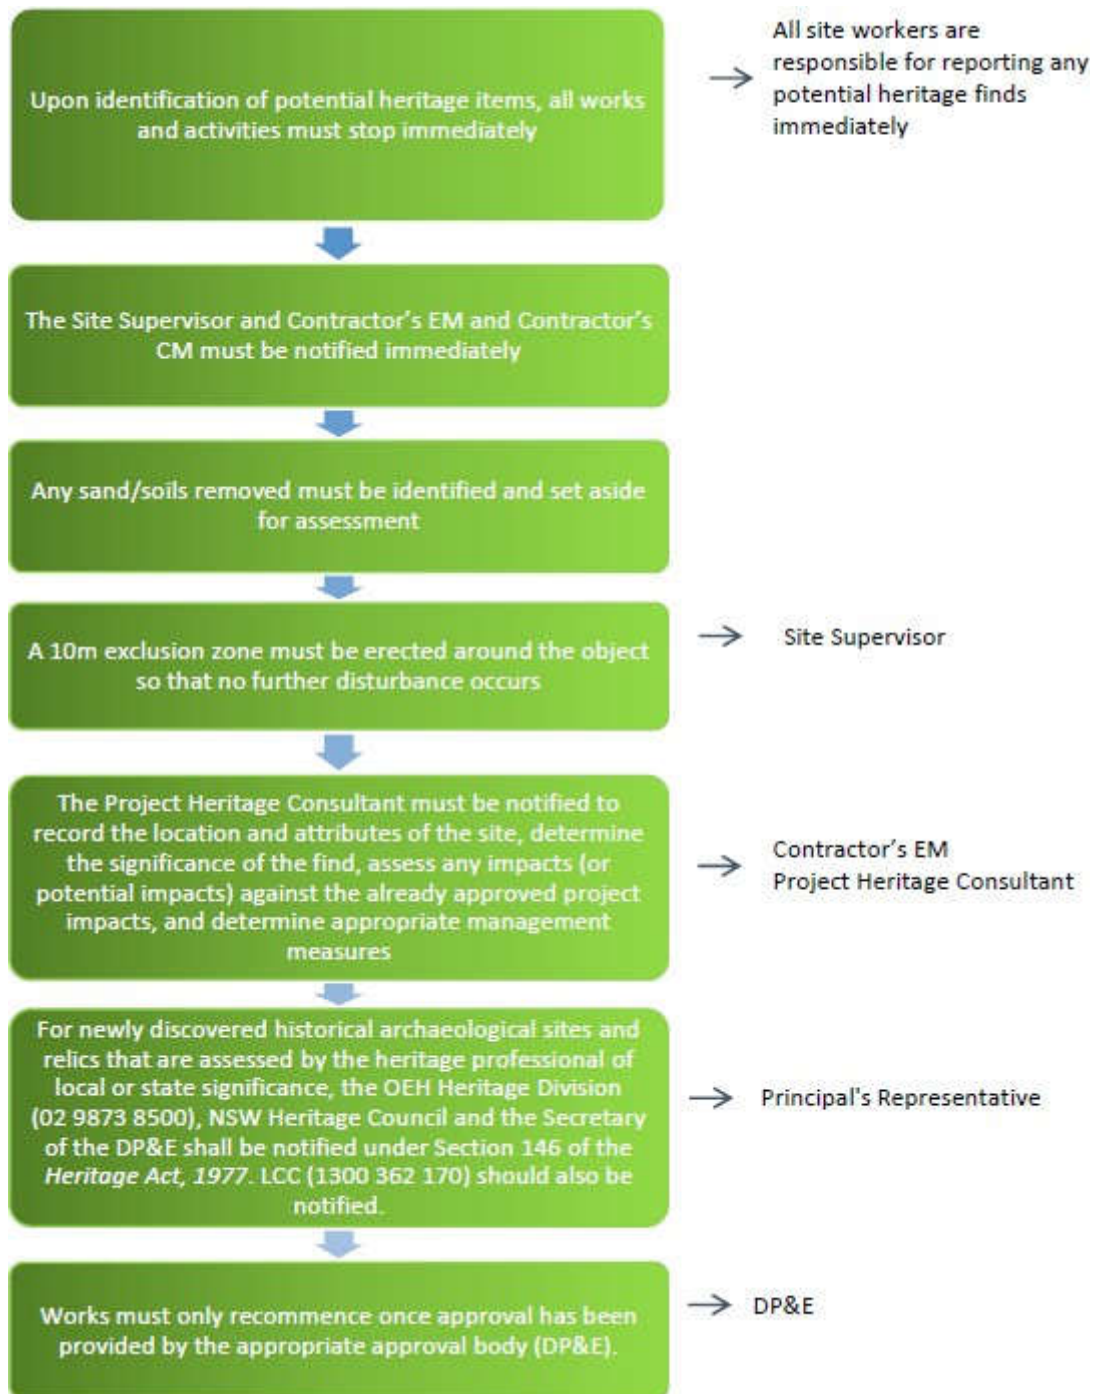 Upon identification of potential heritage items, all works
and activities must stop immediately
All site workers are
responsible for reporting any
potential heritage finds
immediately
The Site Supervisor and Contractor’s EM and Contractor’s
CM must be notified immediately
Any sand/soils removed must be identified and set aside
for assessment
A 10m exclusion zone must be erected around the object
so that no further disturbance occurs
Site Supervisor
The Project Heritage Consultant must be notified to
record the location and attributes of the site, determine
the significance of the find, assess any impacts (or
potential impacts) against the already approved project
impacts, and determine appropriate management
measures
Contractor’s EM
Project Heritage Consultant
For newly discovered historical archaeological sites and
relics that are assessed by the heritage professional of
local or state significance, the OEH Heritage Division
(02 9873 8500), NSW Heritage Council and the Secretary
of the DP&E shall be notified under Section 146 of the
Heritage Act, 1977. LCC (1300 362 170) should also be
notified.
Principal's Representative
Works must only recommence once approval has been
provided by the appropriate approval body (DP&E).
DP&E